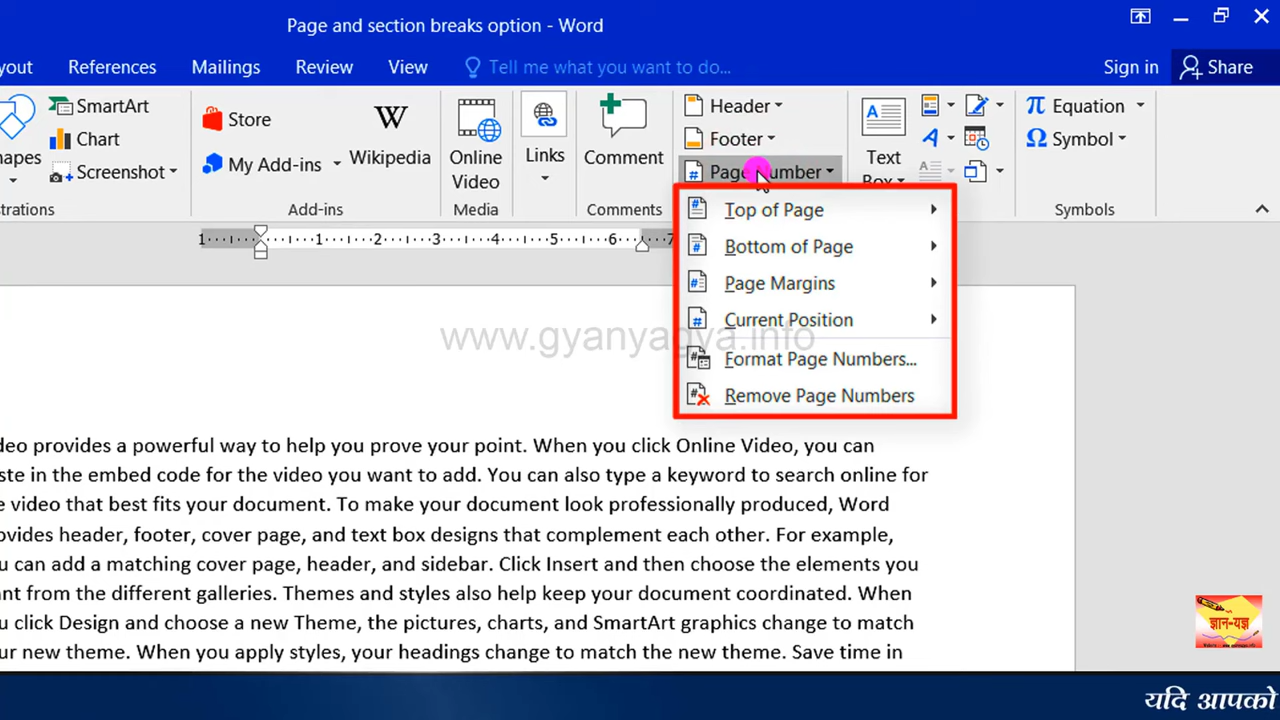 Page and section breaks option - Word
yout References Mailings Review View Tell me what you want to do... Sign in Share
SmartArt
Chart
Screenshot
hapes
Store
My Add-ins
Wikipedia
Online
Video
Links
Comment
Header
Footer
Page Number
Text
Box
Equation
Symbol
trations Add-ins Media Comments Symbols
1 1 2 3 4 5 6 7
Top of Page
Bottom of Page
Page Margins
Current Position
Format Page Numbers...
Remove Page Numbers
www.gyanyagya.info
deo provides a powerful way to help you prove your point. When you click Online Video, you can
ste in the embed code for the video you want to add. You can also type a keyword to search online for
e video that best fits your document. To make your document look professionally produced, Word
ovides header, footer, cover page, and text box designs that complement each other. For example,
u can add a matching cover page, header, and sidebar. Click Insert and then choose the elements you
nt from the different galleries. Themes and styles also help keep your document coordinated. When
u click Design and choose a new Theme, the pictures, charts, and SmartArt graphics change to match
ur new theme. When you apply styles, your headings change to match the new theme. Save time in
ज्ञान-यज्ञ
यदि आपको